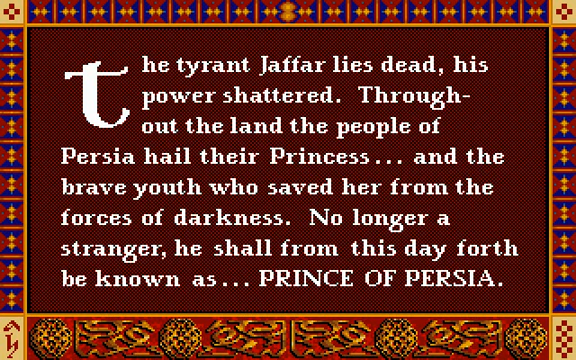 the tyrant Jaffar lies dead, his
power shattered.  Through-
out the land the people of
Persia hail their Princess... and the
brave youth who saved her from the
forces of darkness.  No longer a
stranger, he shall from this day forth
be known as... PRINCE OF PERSIA.